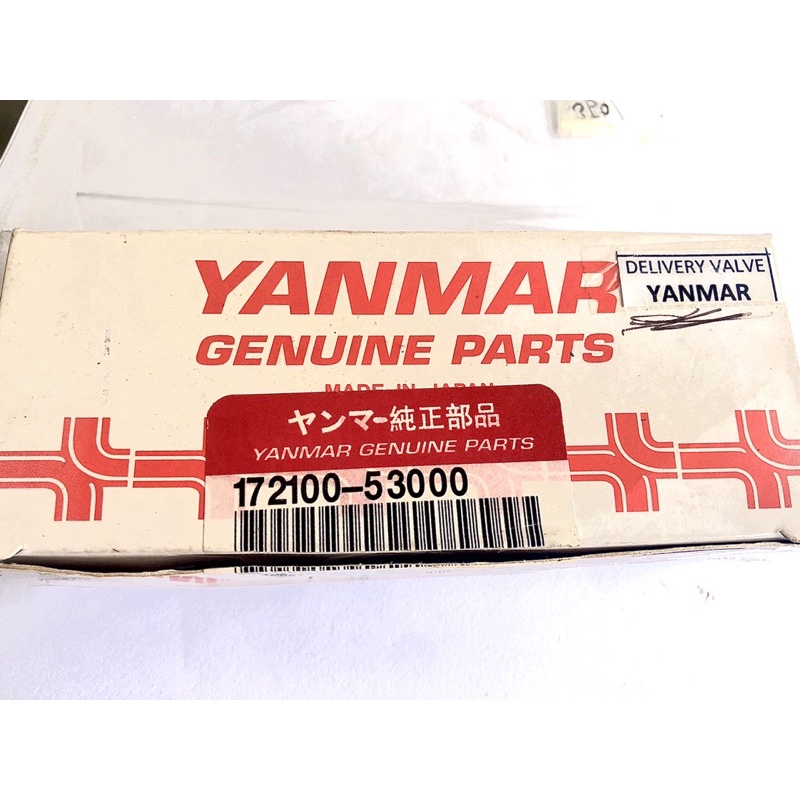 YANMAR
GENUINE PARTS
MADE IN JAPAN
DELIVERY VALVE
YANMAR
ヤンマー純正部品
YANMAR GENUINE PARTS
172100-53000